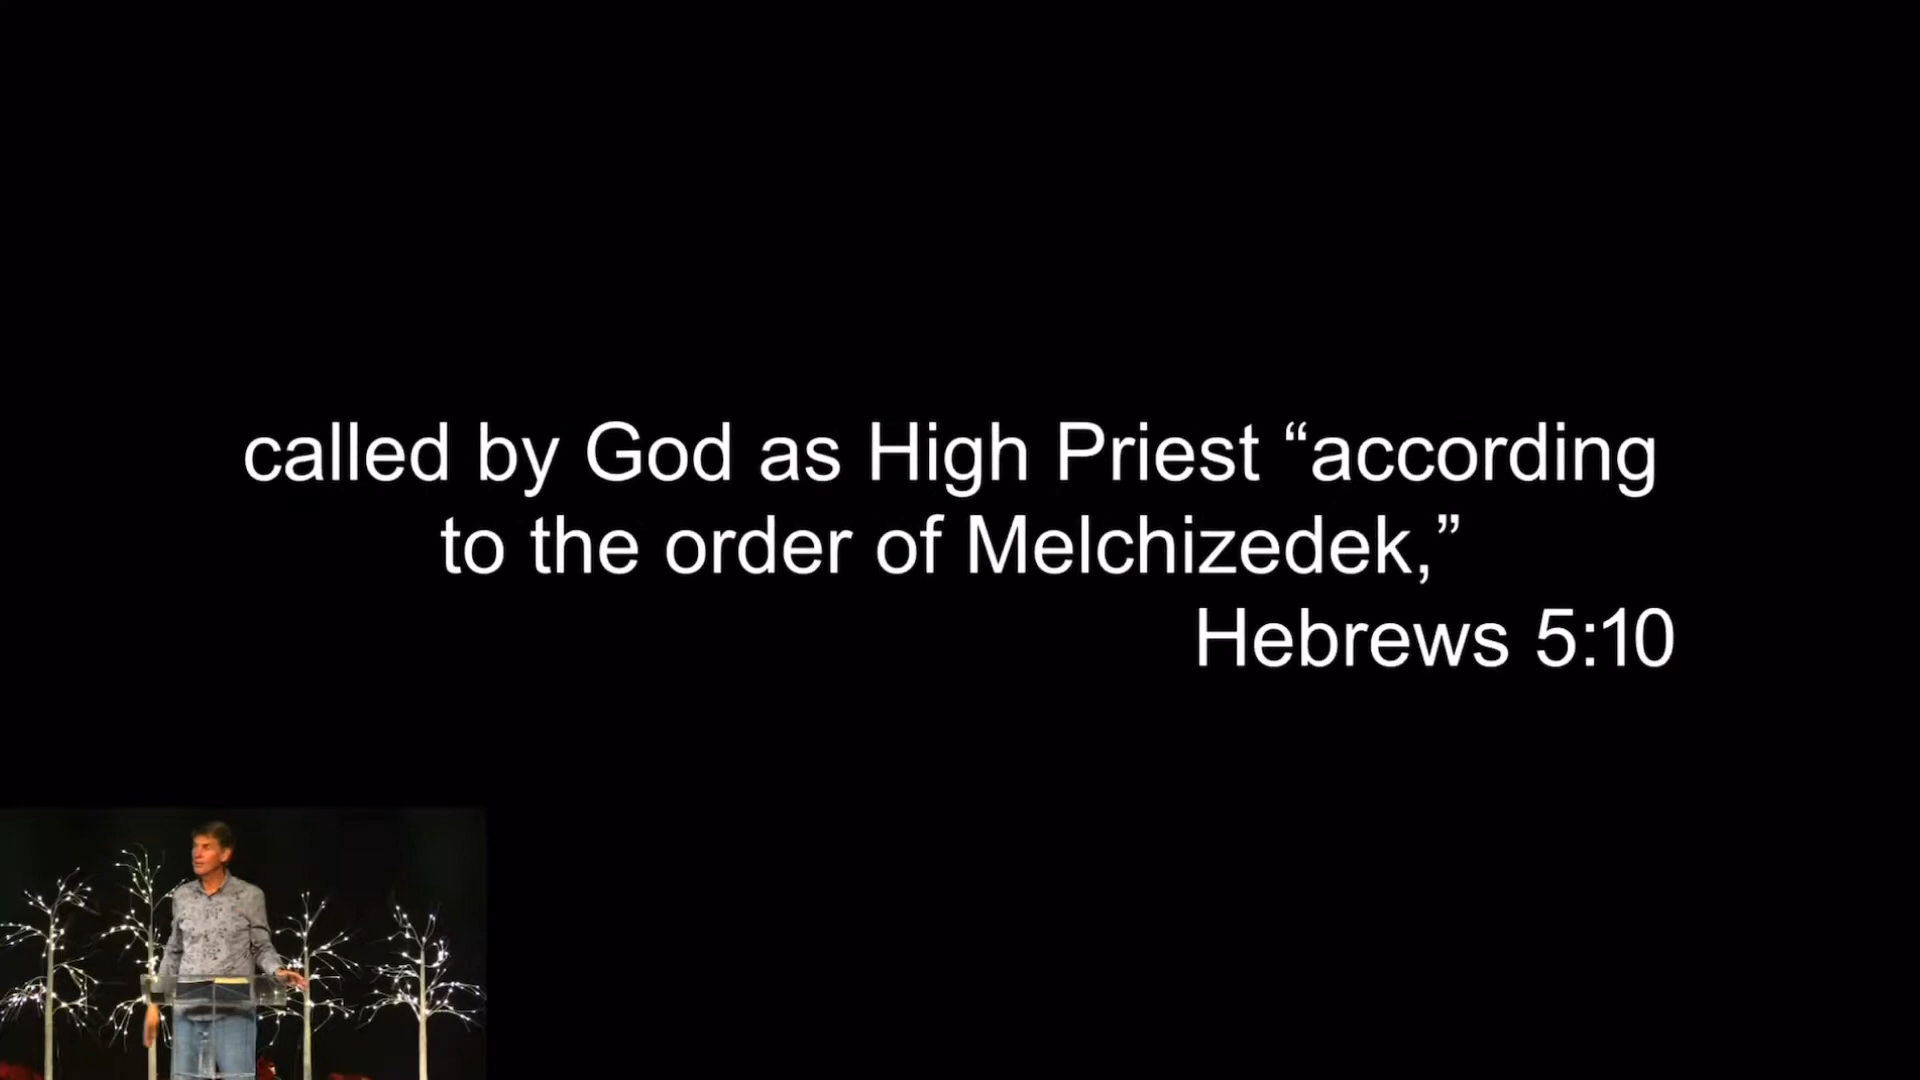 called by God as High Priest “according
to the order of Melchizedek,”
Hebrews 5:10